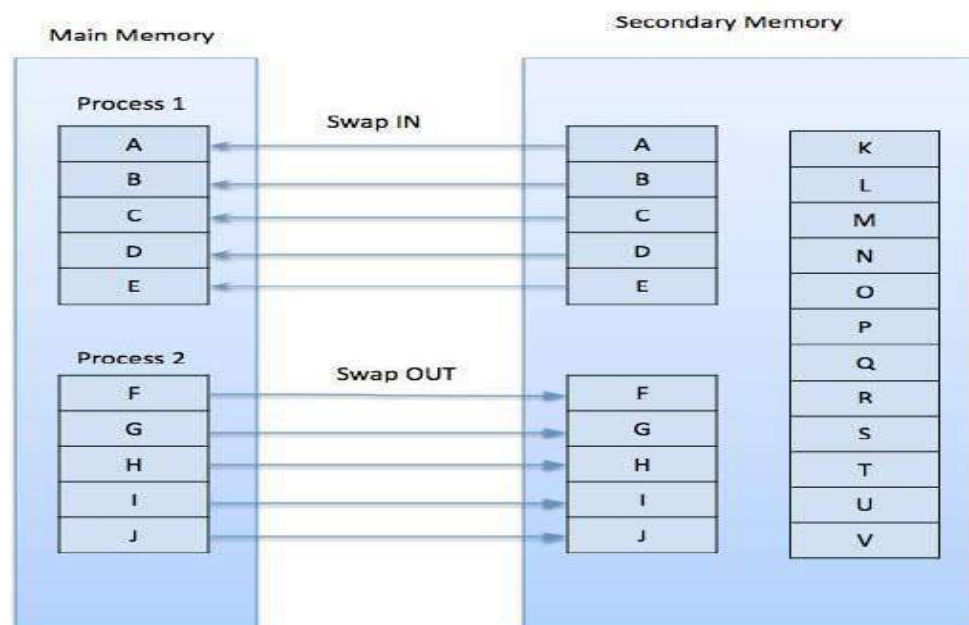 Main Memory
Secondary Memory
Process 1
Swap IN
A
B
C
D
E
Process 2
Swap OUT
F
G
H
I
J
A
B
C
D
E
F
G
H
I
J
K
L
M
N
O
P
Q
R
S
T
U
V